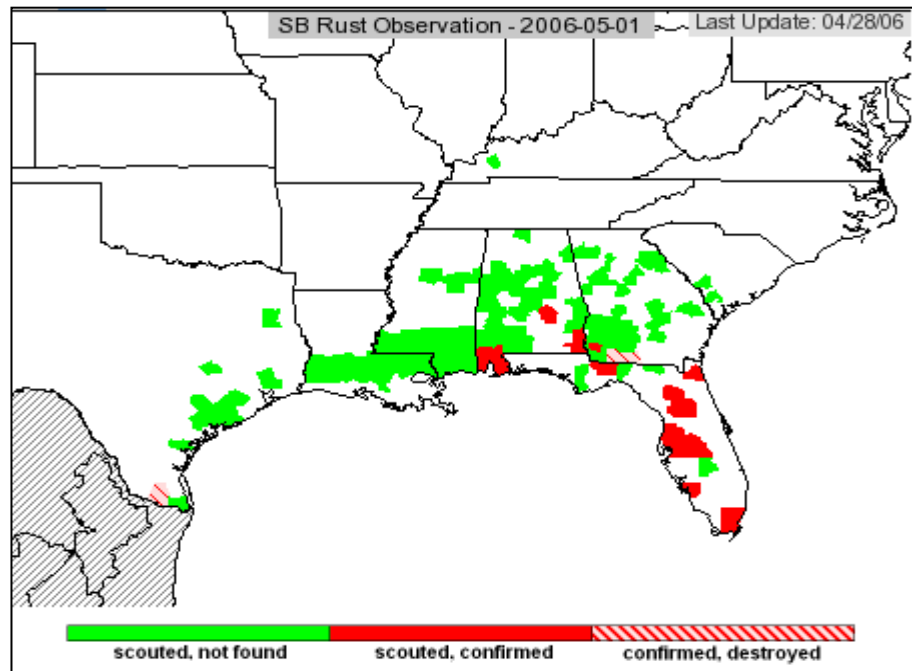 SB Rust Observation - 2006-05-01
Last Update: 04/28/06
scouted, not found
scouted, confirmed
confirmed, destroyed